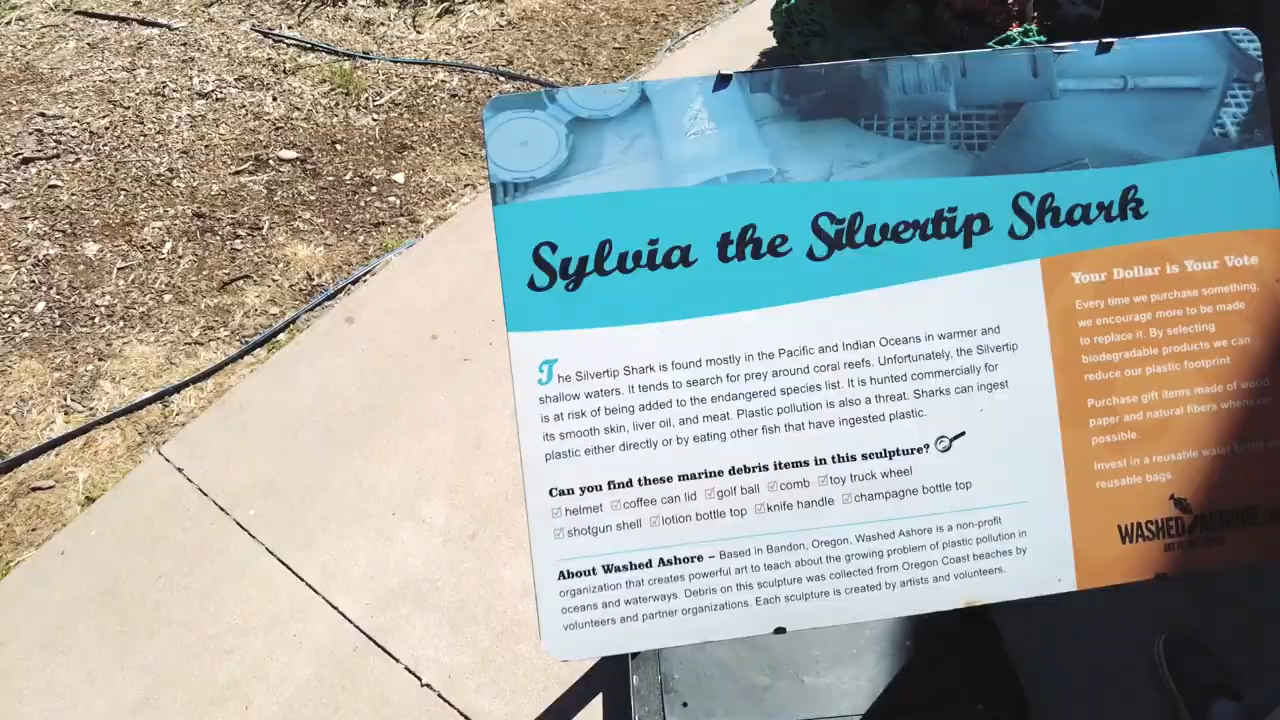 Sylvia the Silvertip Shark
The Silvertip Shark is found mostly in the Pacific and Indian Oceans in warmer and
shallow waters. It tends to search for prey around coral reefs. Unfortunately, the Silvertip
is at risk of being added to the endangered species list. It is hunted commercially for
its smooth skin, liver oil, and meat. Plastic pollution is also a threat. Sharks can ingest
plastic either directly or by eating other fish that have ingested plastic.
Can you find these marine debris items in this sculpture?
☑ helmet ☑ coffee can lid ☑ golf ball ☑ comb ☑ toy truck wheel
☑ shotgun shell ☑ lotion bottle top ☑ knife handle ☑ champagne bottle top
About Washed Ashore – Based in Bandon, Oregon, Washed Ashore is a non-profit
organization that creates powerful art to teach about the growing problem of plastic pollution in
oceans and waterways. Debris on this sculpture was collected from Oregon Coast beaches by
volunteers and partner organizations. Each sculpture is created by artists and volunteers.
Your Dollar is Your Vote
Every time we purchase something,
we encourage more to be made
to replace it. By selecting
biodegradable products we can
reduce our plastic footprint
Purchase gift items made of wood,
paper and natural fibers whenever
possible.
Invest in a reusable water bottle and
reusable bags.
WASHED ASHORE